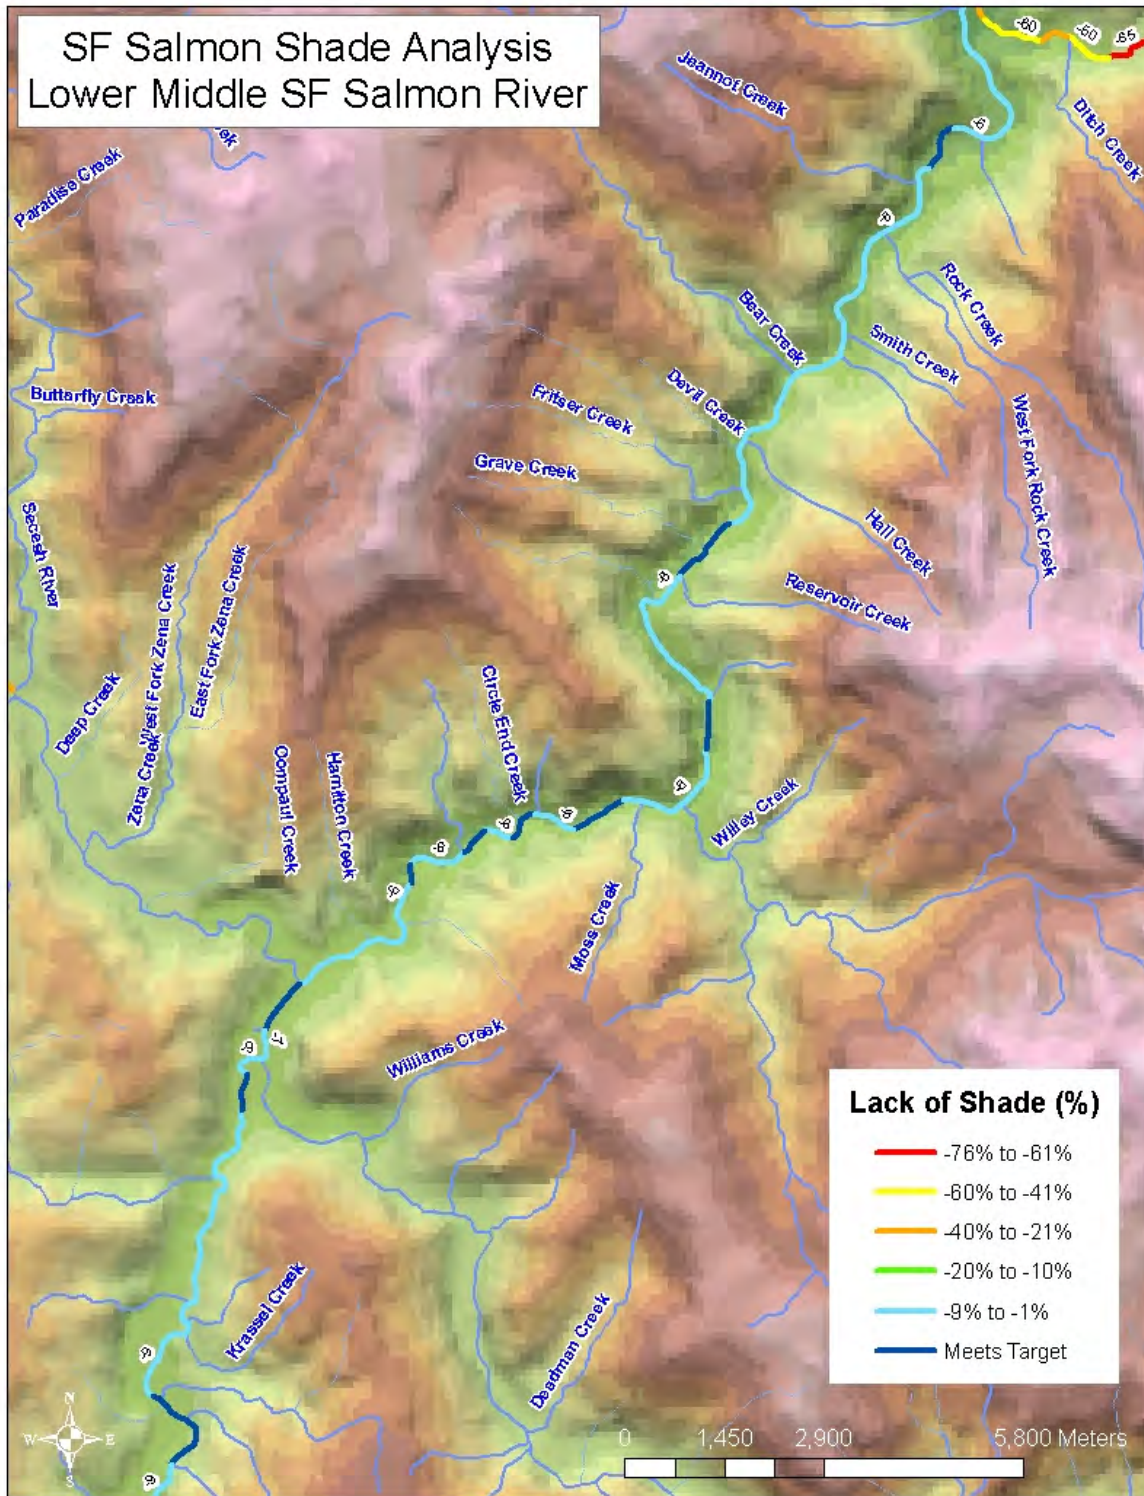 SF Salmon Shade Analysis
Lower Middle SF Salmon River
-60
-50
-65
Jeannot Creek
Ditch Creek
Paradise Creek
Rock Creek
Bear Creek
Smith Creek
Butterfly Creek
Devil Creek
Fritser Creek
West Fork Rock Creek
Grave Creek
Secesh River
Hall Creek
West Fork Zena Creek
East Fork Zena Creek
Reservoir Creek
Deep Creek
Circle End Creek
Zena Creek
Oompaul Creek
Hamilton Creek
Willey Creek
Moss Creek
-7
Williams Creek
Krassel Creek
Deadman Creek
Lack of Shade (%)
-76% to -61%
-60% to -41%
-40% to -21%
-20% to -10%
-9% to -1%
Meets Target
N
W E
S
0 1,450 2,900 5,800 Meters